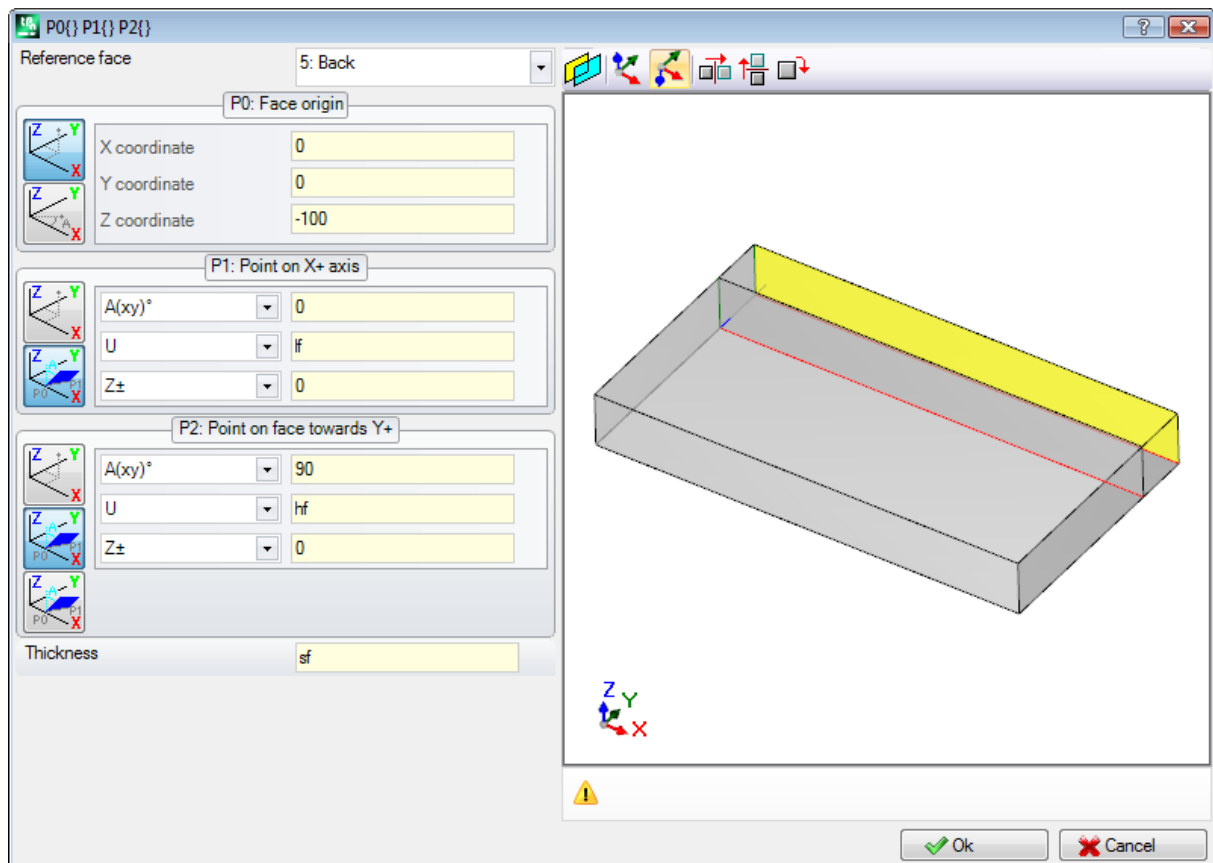 P0{} P1{} P2{}
Reference face 5: Back
P0: Face origin
X coordinate 0
Y coordinate 0
Z coordinate -100
P1: Point on X+ axis
A(xy)° 0
U lf
Z± 0
P2: Point on face towards Y+
A(xy)° 90
U hf
Z± 0
Thickness sf
Z
Y
X
Ok
Cancel